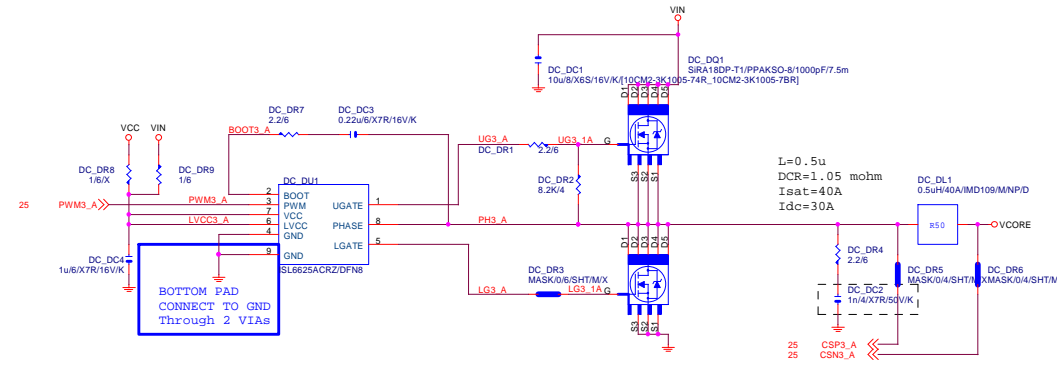 VIN
DC_DC1
10u/8/X6S/16V/K/[10CM2-3K1005-74R_10CM2-3K1005-7BR]
DC_DQ1
SiRA18DP-T1/PPAKSO-8/1000pF/7.5m
D1
D2
D3
D4
D5
G
S3
S2
S1
DC_DR7
2.2/6
DC_DC3
0.22u/6/X7R/16V/K
BOOT3_A
VCC
VIN
DC_DR8
1/6/X
DC_DR9
1/6
UG3_A
DC_DR1
2.2/6
UG3_1A
DC_DR2
8.2K/4
25
PWM3_A
PWM3_A
LVCC3_A
DC_DU1
2
BOOT
3
PWM
7
VCC
6
LVCC
4
GND
9
GND
UGATE
1
PHASE
8
LGATE
5
SL6625ACRZ/DFN8
PH3_A
L=0.5u
DCR=1.05 mohm
Isat=40A
Idc=30A
DC_DL1
0.5uH/40A/IMD109/M/NP/D
R50
VCORE
DC_DC4
1u/6/X7R/16V/K
BOTTOM PAD
CONNECT TO GND
Through 2 VIAs
LG3_A
DC_DR3
MASK/0/6/SHT/M/X
LG3_1A
D1
D2
D3
D4
D5
G
S3
S2
S1
DC_DR4
2.2/6
DC_DC2
1n/4/X7R/50V/K
DC_DR5
MASK/0/4/SHT/M/X
DC_DR6
MASK/0/4/SHT/M/
25
CSP3_A
25
CSN3_A